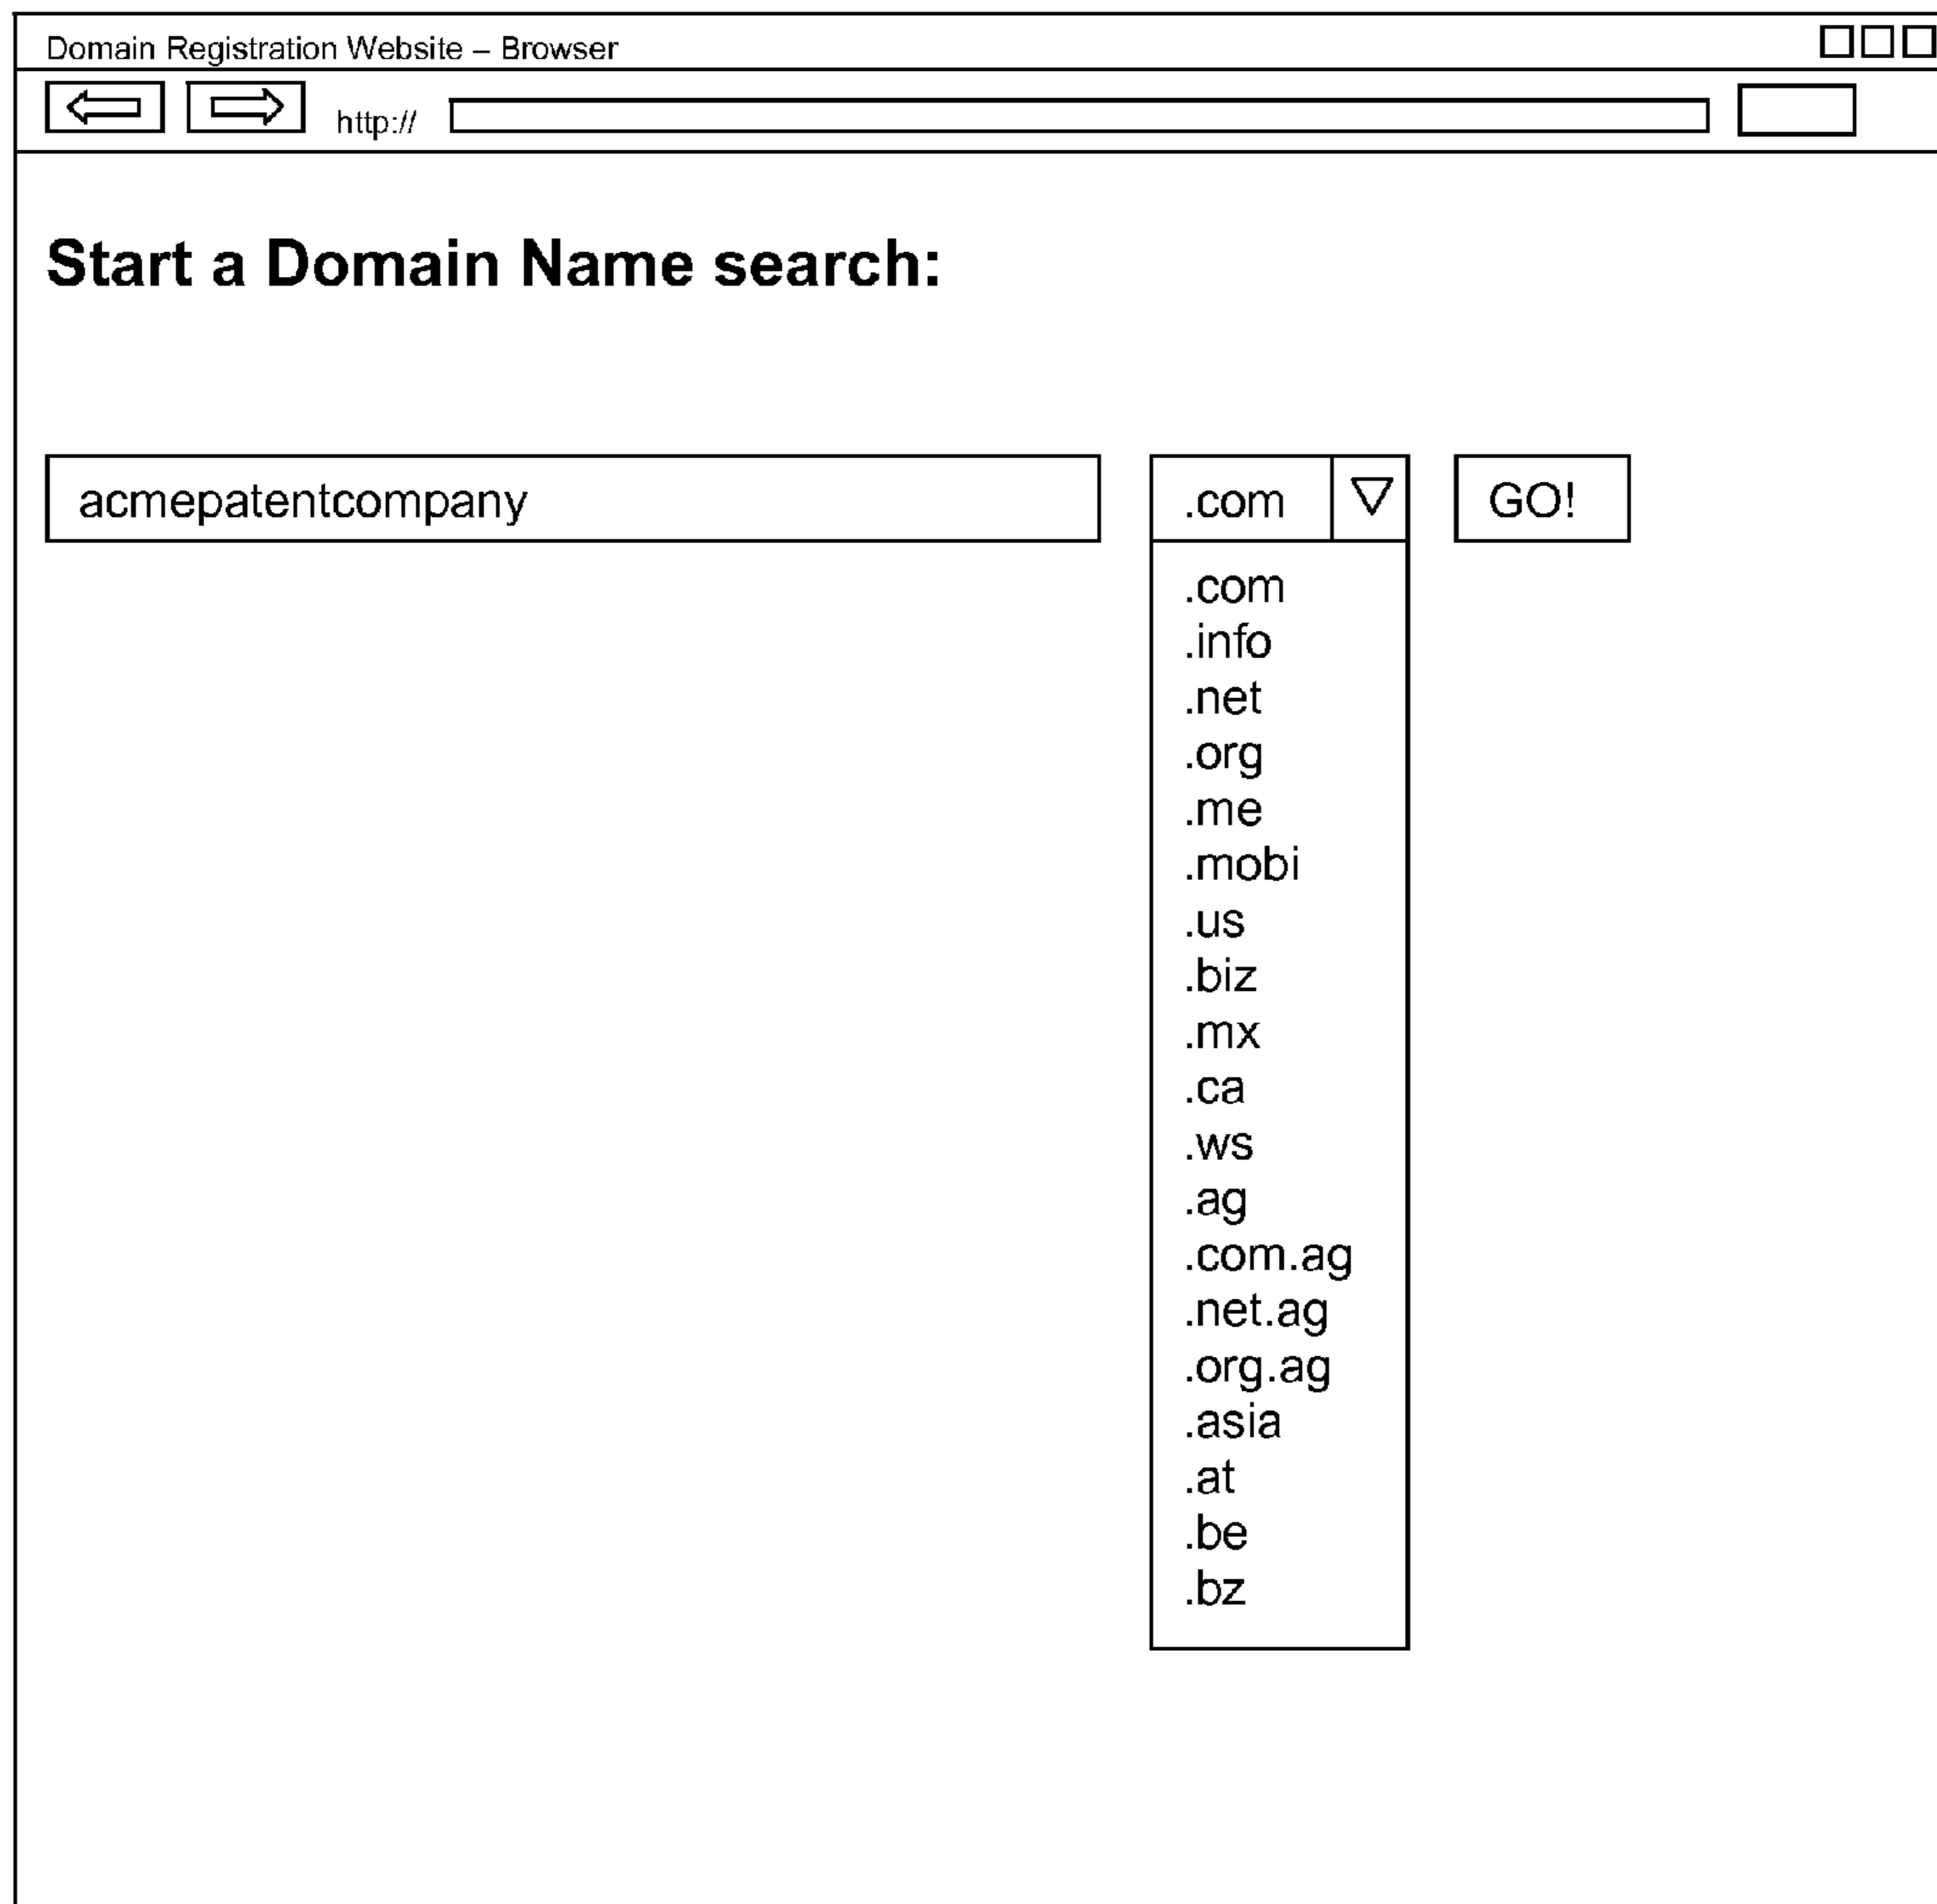 Domain Registration Website – Browser
http://
Start a Domain Name search:
acmepatentcompany .com GO!
.com
.info
.net
.org
.me
.mobi
.us
.biz
.mx
.ca
.ws
.ag
.com.ag
.net.ag
.org.ag
.asia
.at
.be
.bz